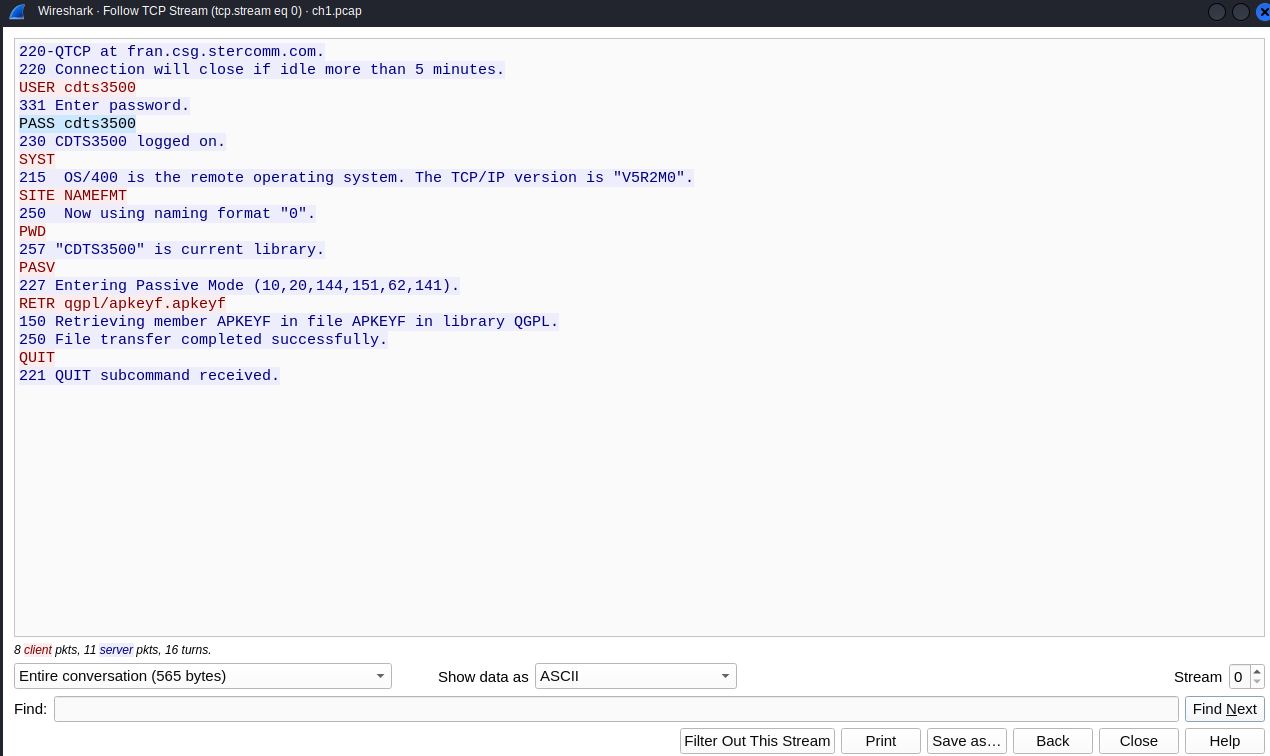 Wireshark · Follow TCP Stream (tcp.stream eq 0) · ch1.pcap
220-QTCP at fran.csg.stercomm.com.
220 Connection will close if idle more than 5 minutes.
USER cdts3500
331 Enter password.
PASS cdts3500
230 CDTS3500 logged on.
SYST
215  OS/400 is the remote operating system. The TCP/IP version is "V5R2M0".
SITE NAMEFMT
250  Now using naming format "0".
PWD
257 "CDTS3500" is current library.
PASV
227 Entering Passive Mode (10,20,144,151,62,141).
RETR qgpl/apkeyf.apkeyf
150 Retrieving member APKEYF in file APKEYF in library QGPL.
250 File transfer completed successfully.
QUIT
221 QUIT subcommand received.
8 client pkts, 11 server pkts, 16 turns.
Entire conversation (565 bytes) Show data as ASCII Stream 0
Find: Find Next
Filter Out This Stream Print Save as… Back Close Help